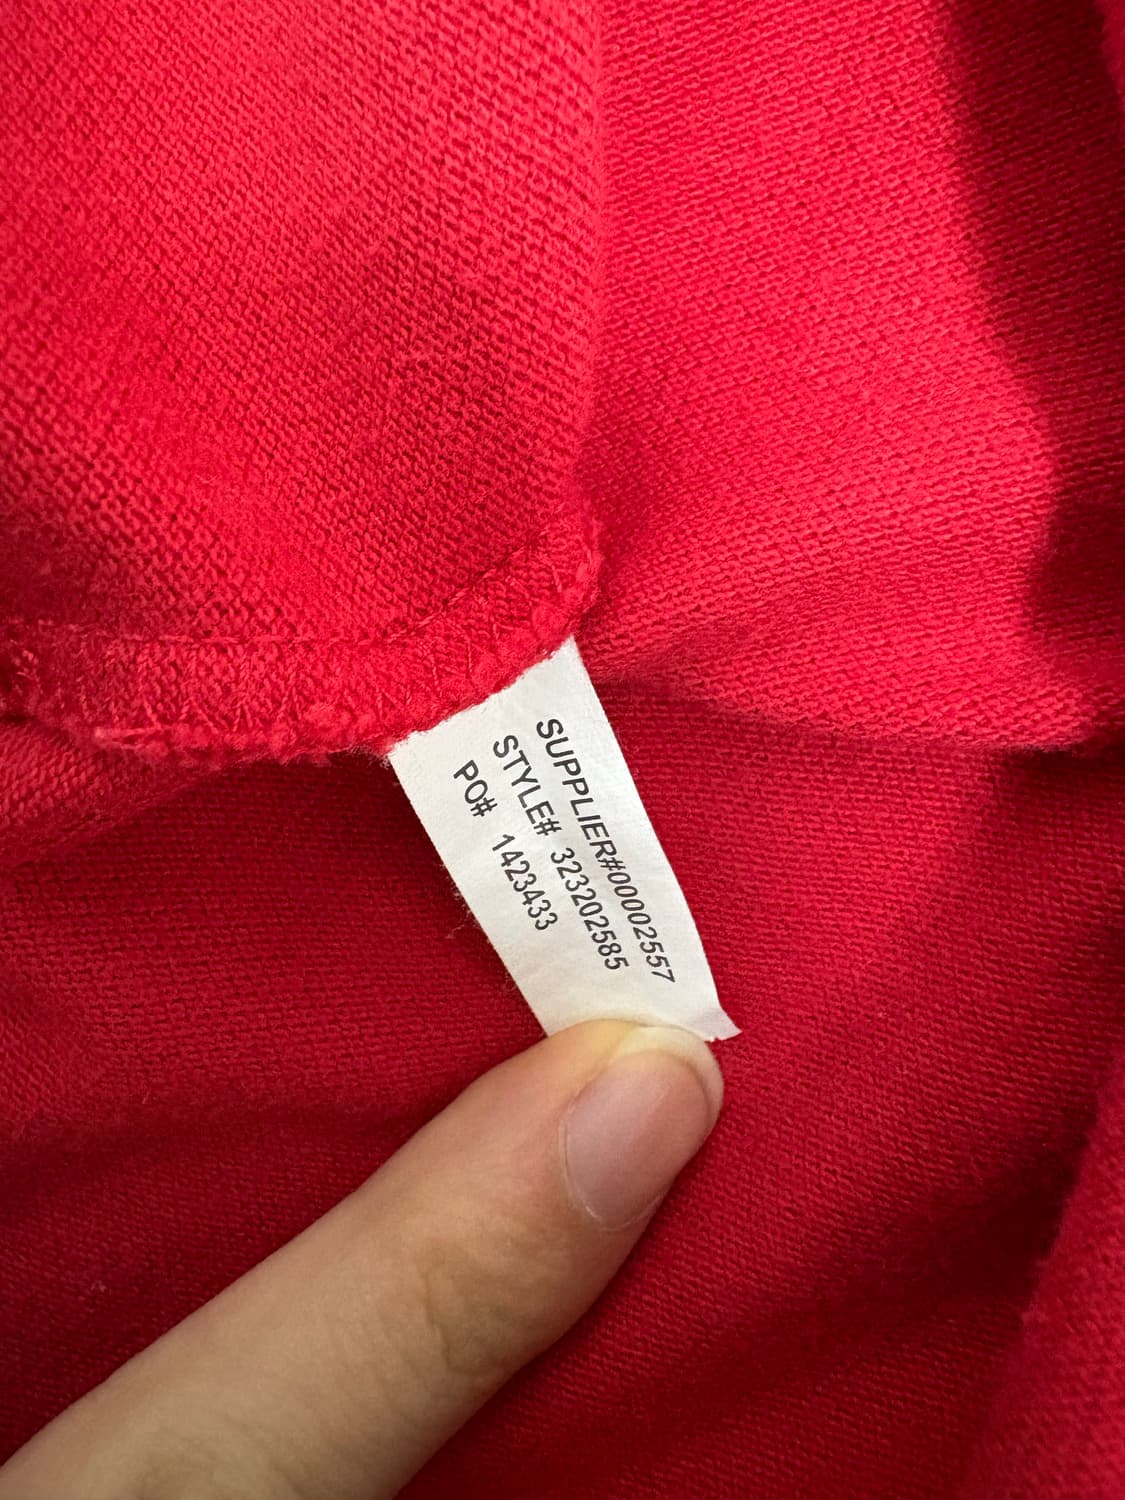 SUPPLIER#00002557
STYLE# 323202585
PO# 1423433